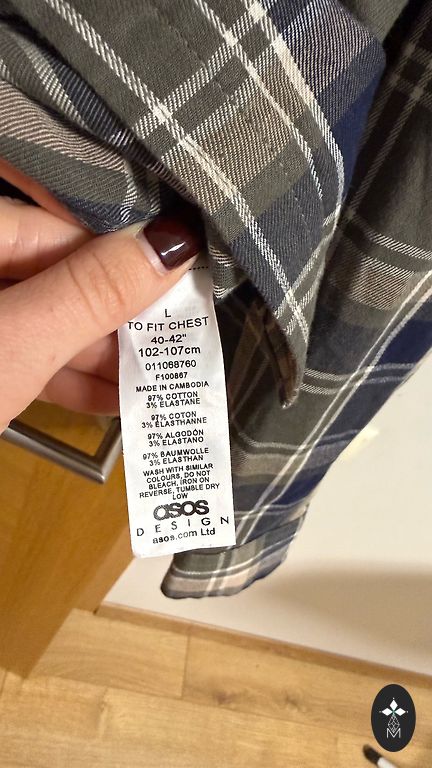 L
TO FIT CHEST
40-42"
102-107cm
011068760
F100867
MADE IN CAMBODIA
97% COTTON
3% ELASTANE
97% COTON
3% ELASTHANNE
97% ALGODÓN
3% ELASTANO
97% BAUMWOLLE
3% ELASTHAN
WASH WITH SIMILAR
COLOURS, DO NOT
BLEACH, IRON ON
REVERSE, TUMBLE DRY
LOW
asos
DESIGN
asos.com Ltd
M